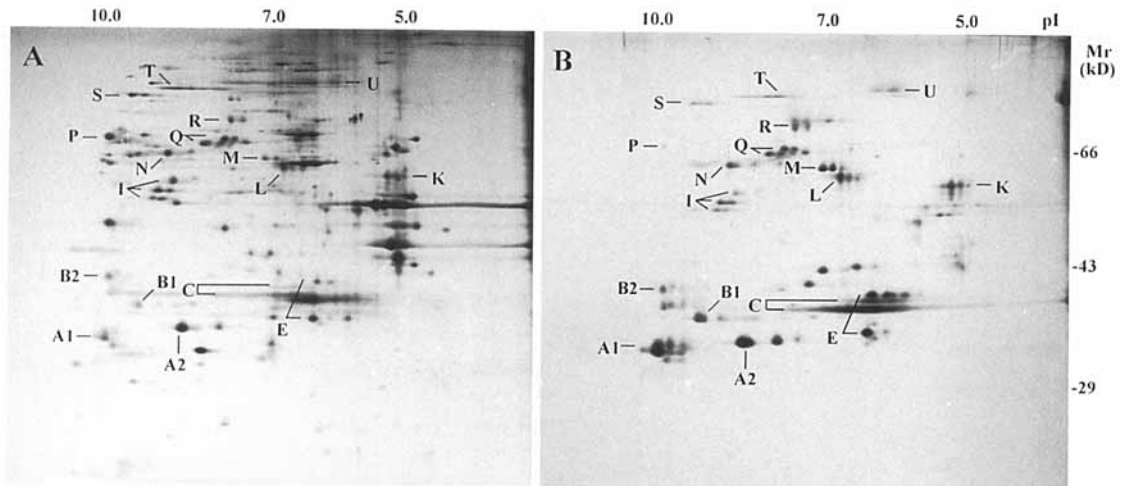 10.0 7.0 5.0 10.0 7.0 5.0 pI
A B Mr
(kD)
T U T U
S S
R R
P Q P Q -66
N M N M
L K L K
I I
-43
B2 B1 C B2 B1 C
E E
A1 A1
A2 A2
-29